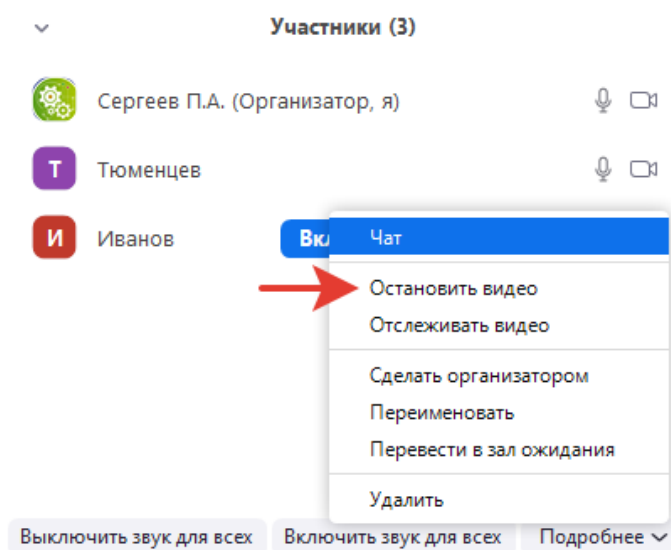 Участники (3)
Сергеев П.А. (Организатор, я)
Т
Тюменцев
И
Иванов
Вкл
Чат
Остановить видео
Отслеживать видео
Сделать организатором
Переименовать
Перевести в зал ожидания
Удалить
Выключить звук для всех
Включить звук для всех
Подробнее